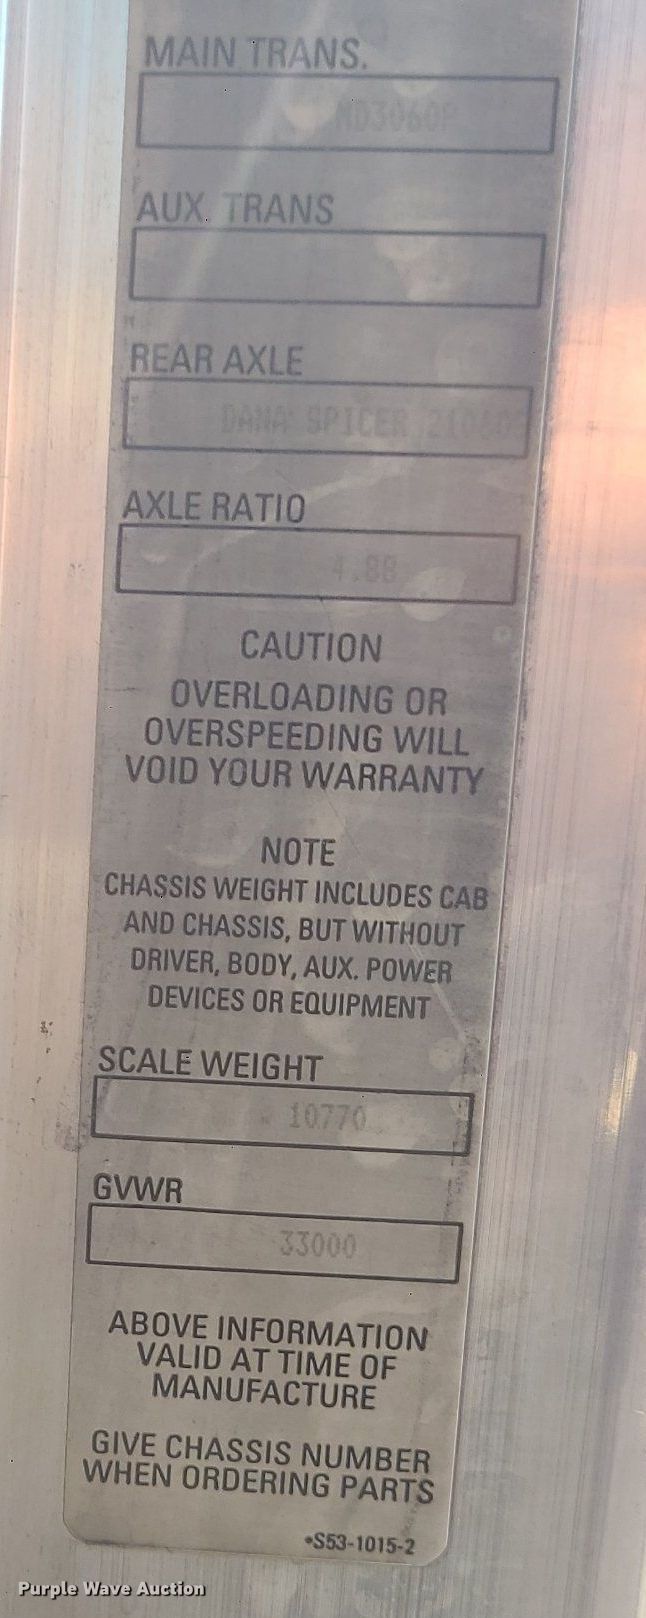 MAIN TRANS.
MD3060P
AUX. TRANS
REAR AXLE
DANA SPICER
AXLE RATIO
4.88
CAUTION
OVERLOADING OR
OVERSPEEDING WILL
VOID YOUR WARRANTY
NOTE
CHASSIS WEIGHT INCLUDES CAB
AND CHASSIS, BUT WITHOUT
DRIVER, BODY, AUX. POWER
DEVICES OR EQUIPMENT
SCALE WEIGHT
10770
GVWR
33000
ABOVE INFORMATION
VALID AT TIME OF
MANUFACTURE
GIVE CHASSIS NUMBER
WHEN ORDERING PARTS
•S53-1015-2
Purple Wave Auction